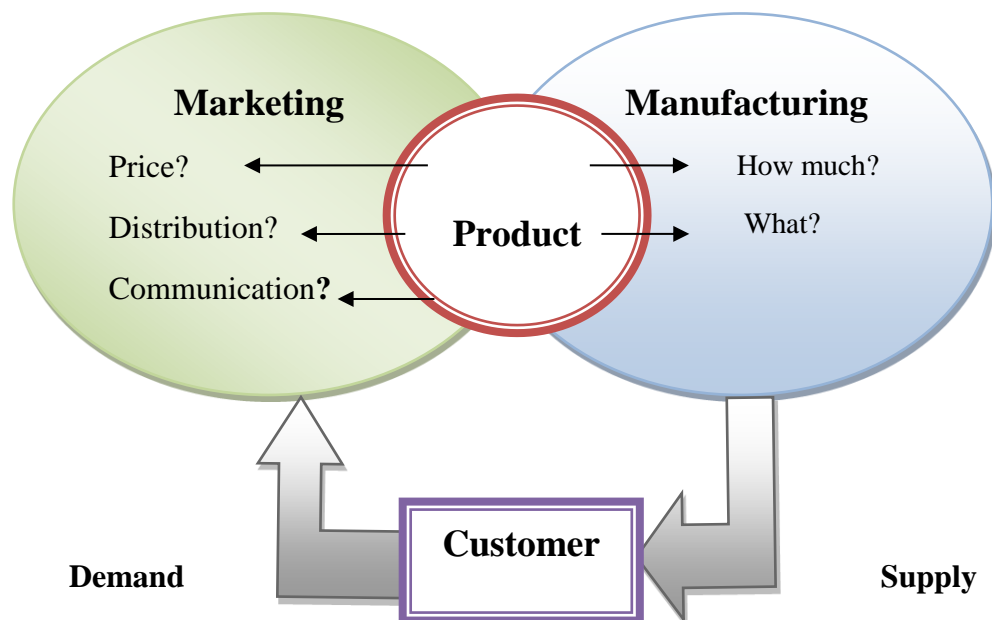 Marketing
Manufacturing
Price?
How much?
Distribution?
Product
What?
Communication?
Customer
Demand
Supply